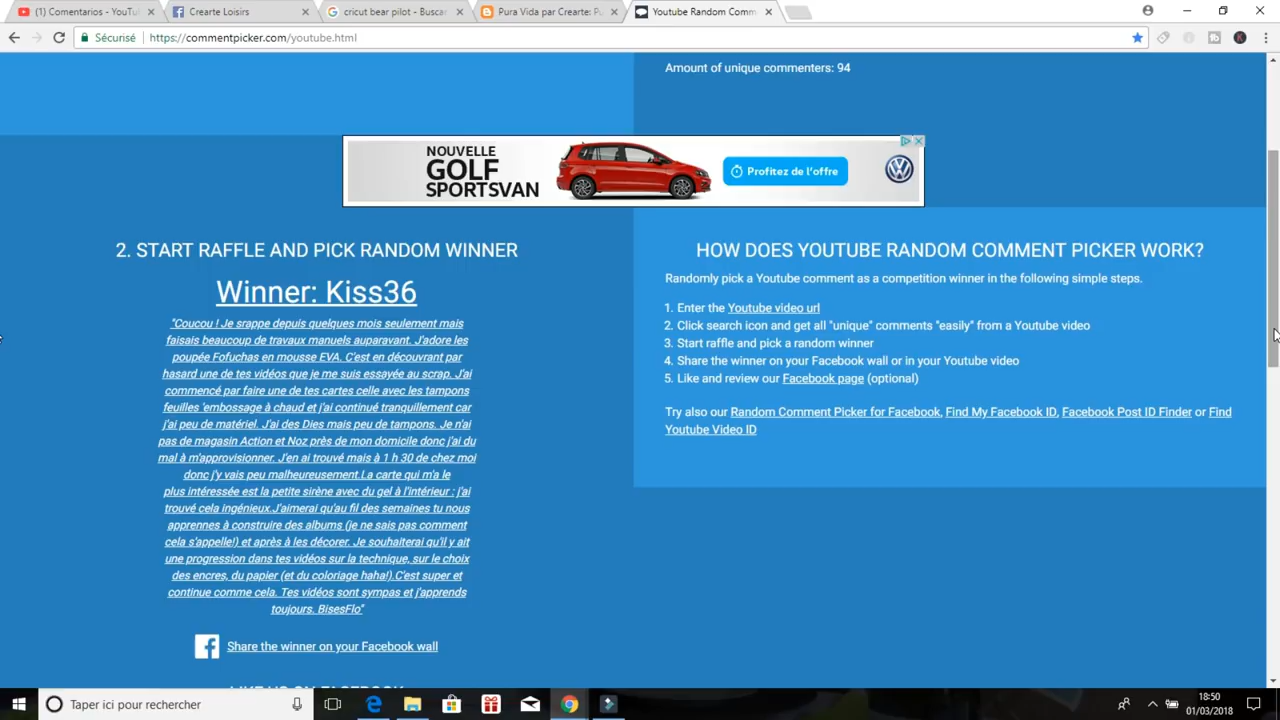 (1) Comentarios - YouTu
Crearte Loisirs
cricut bear pilot - Buscar
Pura Vida por Crearte: Pu
Youtube Random Comm
Sécurisé
https://commentpicker.com/youtube.html
Amount of unique commenters: 94
NOUVELLE
GOLF
SPORTSVAN
Profitez de l'offre
2. START RAFFLE AND PICK RANDOM WINNER
Winner: Kiss36
"Coucou ! Je srappe depuis quelques mois seulement mais
faisais beaucoup de travaux manuels auparavant. J'adore les
poupée Fofuchas en mousse EVA. C'est en découvrant par
hasard une de tes vidéos que je me suis essayée au scrap. J'ai
commencé par faire une de tes cartes celle avec les tampons
feuilles 'embossage à chaud et j'ai continué tranquillement car
j'ai peu de matériel. J'ai des Dies mais peu de tampons. Je n'ai
pas de magasin Action et Noz près de mon domicile donc j'ai du
mal à m'approvisionner. J'en ai trouvé mais à 1 h 30 de chez moi
donc j'y vais peu malheureusement.La carte qui m'a le
plus intéressée est la petite sirène avec du gel à l'intérieur : j'ai
trouvé cela ingénieux.J'aimerai qu'au fil des semaines tu nous
apprennes à construire des albums (je ne sais pas comment
cela s'appelle!) et après à les décorer. Je souhaiterai qu'il y ait
une progression dans tes vidéos sur la technique, sur le choix
des encres, du papier (et du coloriage haha!).C'est super et
continue comme cela. Tes vidéos sont sympas et j'apprends
toujours. BisesFlo"
Share the winner on your Facebook wall
LIKE US ON FACEBOOK
HOW DOES YOUTUBE RANDOM COMMENT PICKER WORK?
Randomly pick a Youtube comment as a competition winner in the following simple steps.
1. Enter the Youtube video url
2. Click search icon and get all "unique" comments "easily" from a Youtube video
3. Start raffle and pick a random winner
4. Share the winner on your Facebook wall or in your Youtube video
5. Like and review our Facebook page (optional)
Try also our Random Comment Picker for Facebook, Find My Facebook ID, Facebook Post ID Finder or Find
Youtube Video ID
Taper ici pour rechercher
18:50
01/03/2018